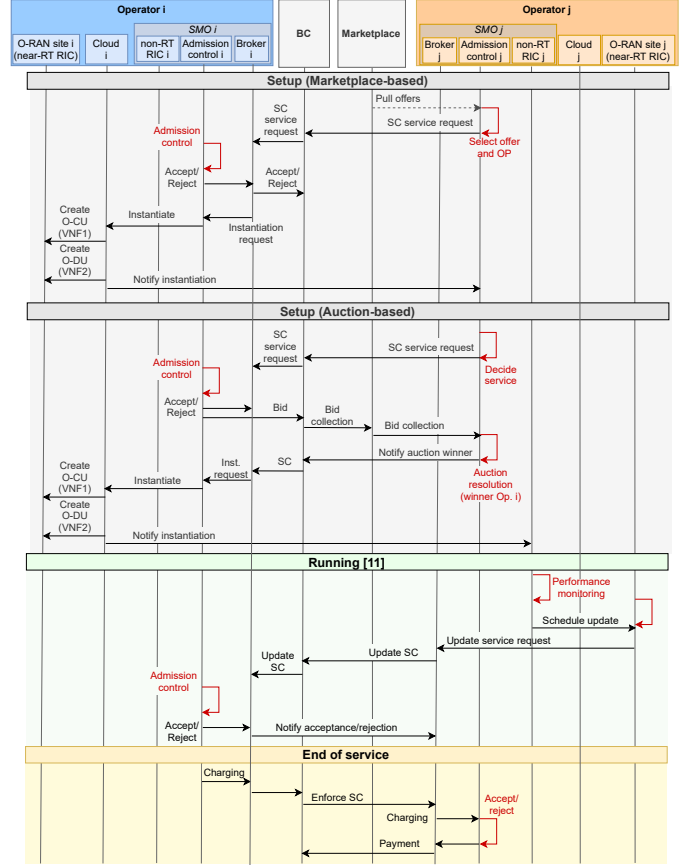 Operator i
Operator j
SMO i
SMO j
BC
Marketplace
O-RAN site i
(near-RT RIC)
Cloud
i
non-RT
RIC i
Admission
control i
Broker
i
Broker
j
Admission
control j
non-RT
RIC j
Cloud
j
O-RAN site j
(near-RT RIC)
Setup (Marketplace-based)
Pull offers
SC
service
request
SC service request
Select offer
and OP
Admission
control
Accept/
Reject
Accept/
Reject
Create
O-CU
(VNF1)
Instantiate
Instantiation
request
Create
O-DU
(VNF2)
Notify instantiation
Setup (Auction-based)
SC
service
request
SC service request
Decide
service
Admission
control
Accept/
Reject
Bid
Bid
collection
Bid collection
Notify auction winner
Auction
resolution
(winner Op. i)
SC
Inst.
request
Create
O-CU
(VNF1)
Instantiate
Create
O-DU
(VNF2)
Notify instantiation
Running [11]
Performance
monitoring
Schedule update
Update service request
Update SC
Update
SC
Admission
control
Accept/
Reject
Notify acceptance/rejection
End of service
Charging
Enforce SC
Charging
Accept/
reject
Payment